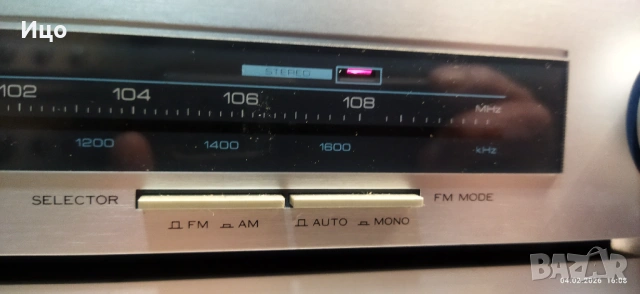 Ицо
STEREO
102 104 106 108 MHz
1200 1400 1600 kHz
SELECTOR FM MODE
FM AM AUTO MONO
BAZAR
04.02.2026 16:08